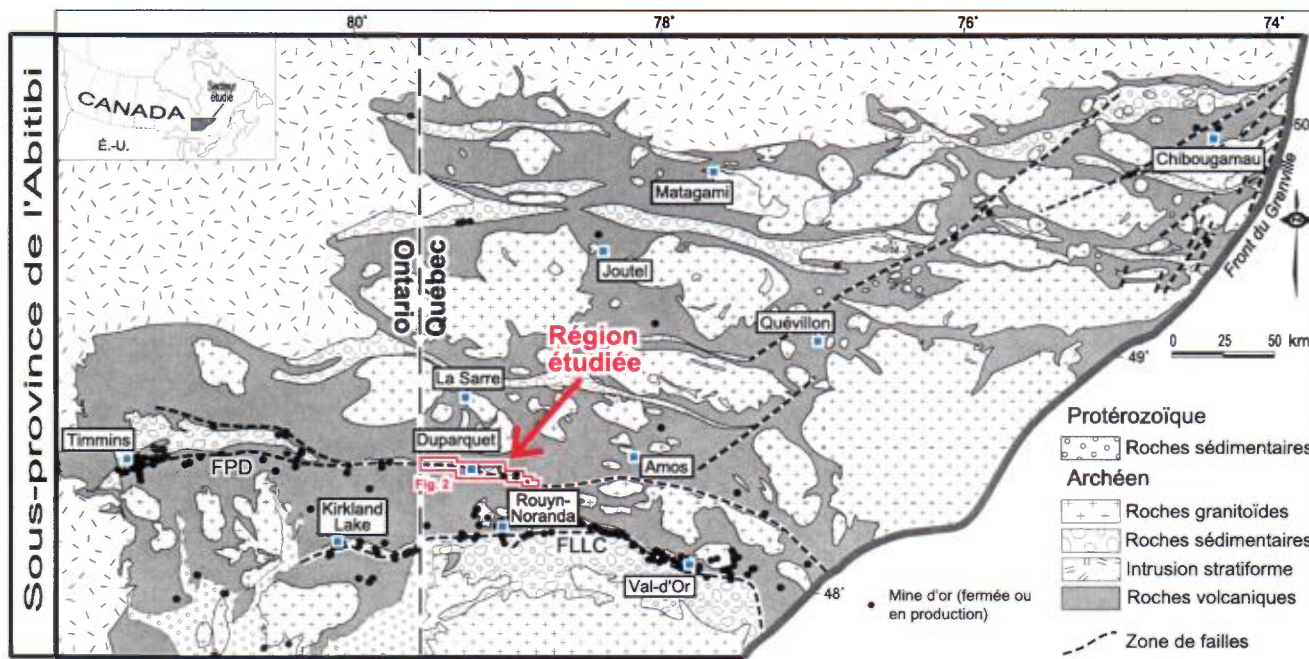 80°
78°
76°
74°
Sous-province de l'Abitibi
CANADA
Secteur
étudié
É.-U.
50
Chibougamau
Matagami
Front du Grenville
Ontario
Québec
Joutel
Région
étudiée
Quévillon
0 25 50 km
49°
La Sarre
Timmins
Duparquet
FPD
Fig. 2
Amos
Rouyn-
Noranda
Kirkland
Lake
FLLC
Val-d'Or
48°
Mine d'or (fermée ou
en production)
Protérozoïque
Roches sédimentaires
Archéen
Roches granitoïdes
Roches sédimentaires
Intrusion stratiforme
Roches volcaniques
Zone de failles